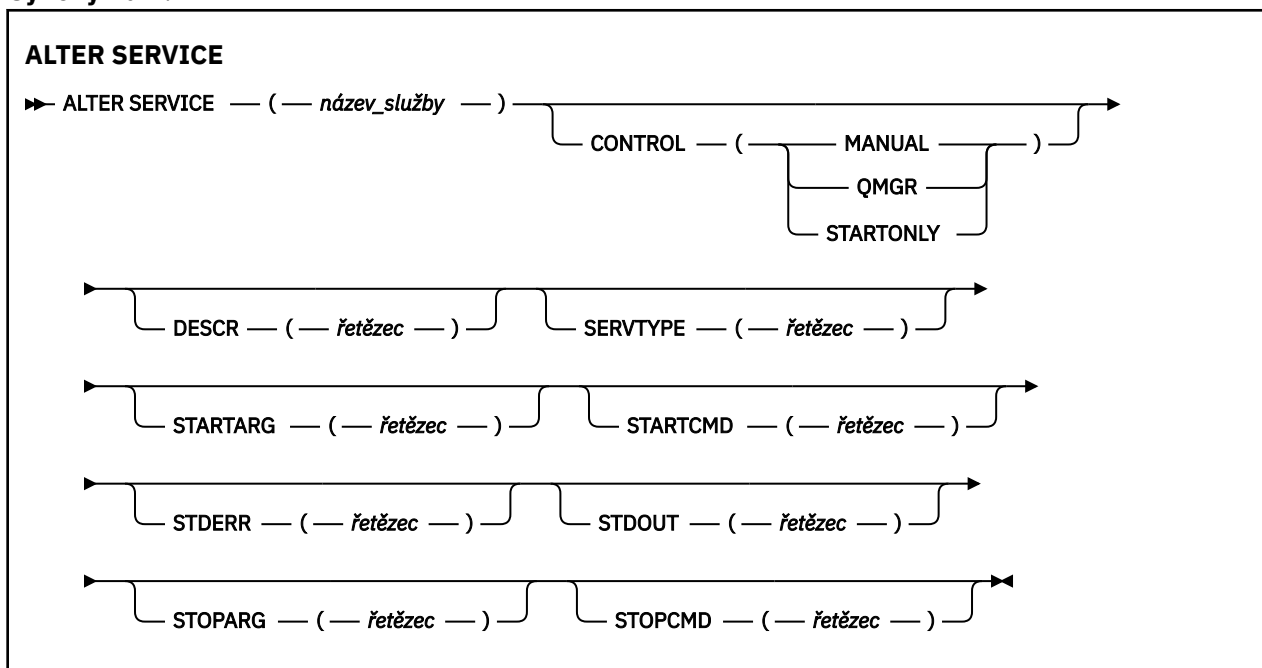 ALTER SERVICE
ALTER SERVICE ( název_služby )
CONTROL ( MANUAL )
QMGR
STARTONLY
DESCR ( řetězec ) SERVTYPE ( řetězec )
STARTARG ( řetězec ) STARTCMD ( řetězec )
STDERR ( řetězec ) STDOUT ( řetězec )
STOPARG ( řetězec ) STOPCMD ( řetězec )